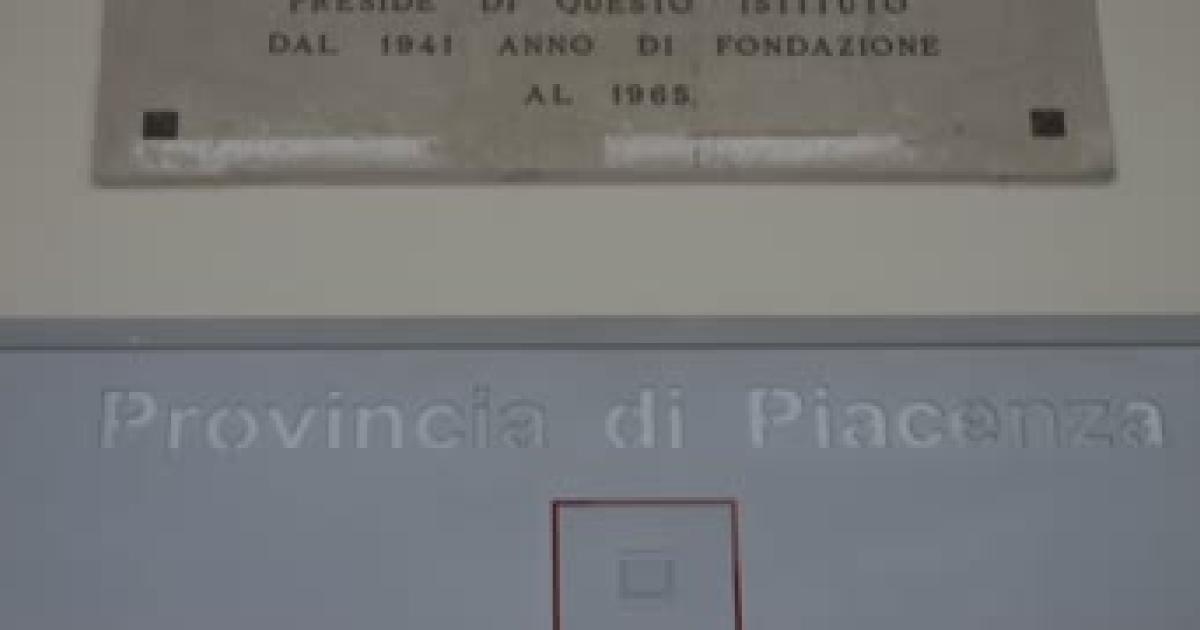 PRESIDE DI QUESTO ISTITUTO
DAL 1941 ANNO DI FONDAZIONE
AL 1965.
Provincia di Piacenza